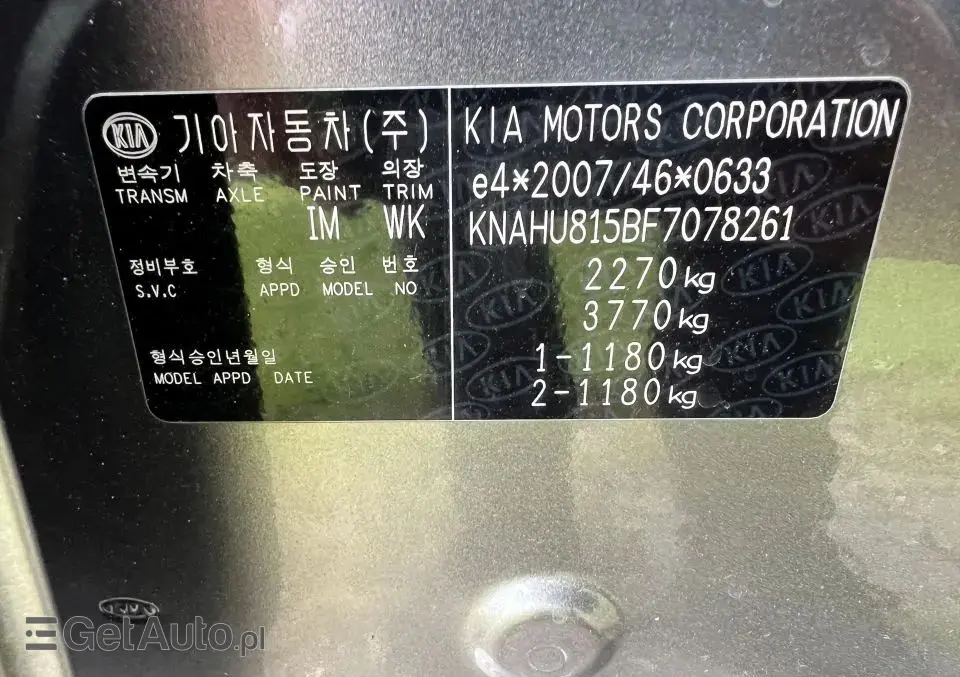 KIA 기아자동차(주)
변속기 차축 도장 의장
TRANSM AXLE PAINT TRIM
IM WK
정비부호 형식 승인 번호
S.V.C APPD MODEL NO
형식승인년월일
MODEL APPD DATE
KIA MOTORS CORPORATION
e4*2007/46*0633
KNAHU815BF7078261
2270kg
3770kg
1-1180kg
2-1180kg
GetAuto.pl